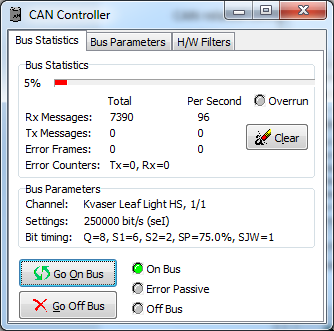 CAN Controller
Bus Statistics Bus Parameters H/W Filters
Bus Statistics
5%
Total Per Second Overrun
Rx Messages: 7390 96
Tx Messages: 0 0
Error Frames: 0 0
Clear
Error Counters: Tx=0, Rx=0
Bus Parameters
Channel: Kvaser Leaf Light HS, 1/1
Settings: 250000 bit/s (seI)
Bit timing: Q=8, S1=6, S2=2, SP=75.0%, SJW=1
Go On Bus On Bus
Error Passive
Go Off Bus Off Bus